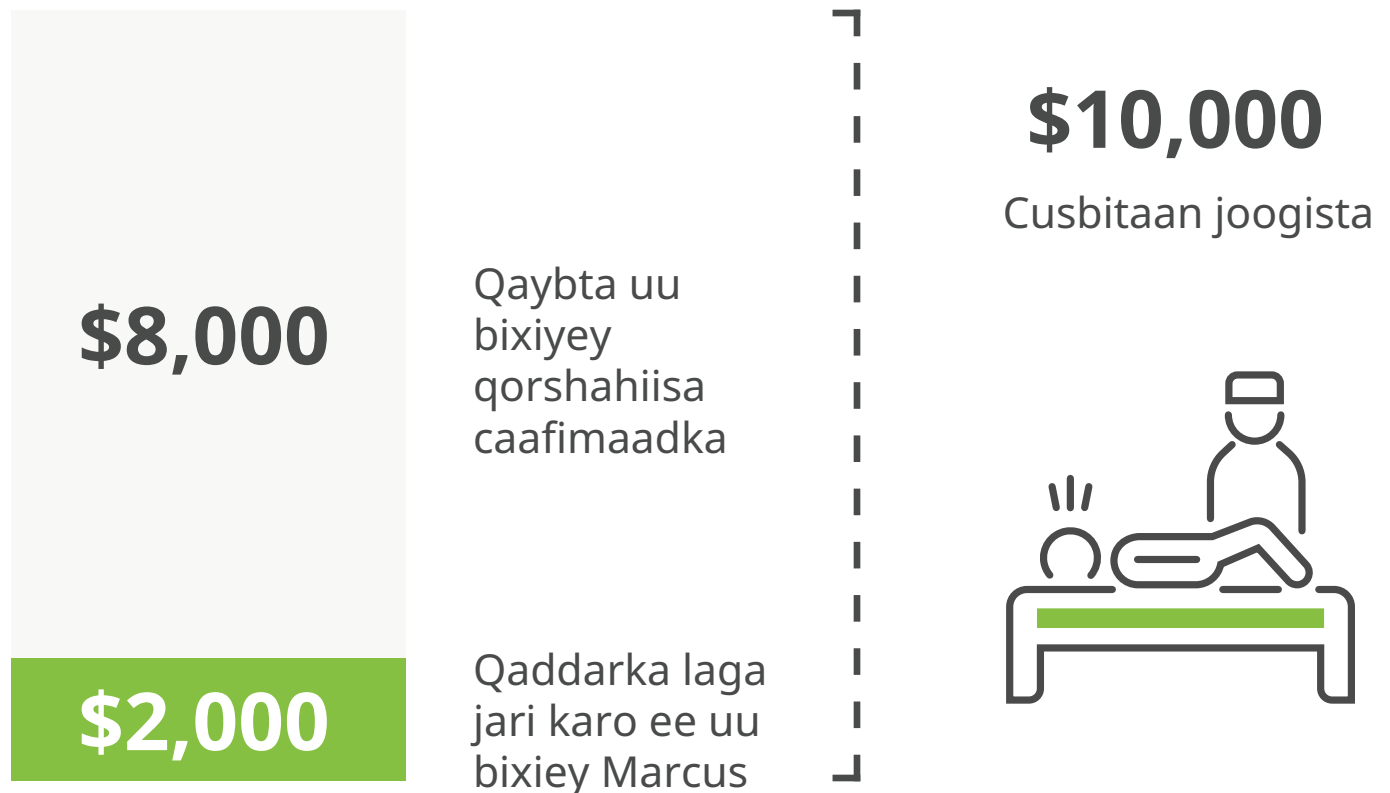 $8,000
Qaybta uu
bixiyey
qorshahiisa
caafimaadka
$2,000
Qaddarka laga
jari karo ee uu
bixiey Marcus
$10,000
Cusbitaan joogista